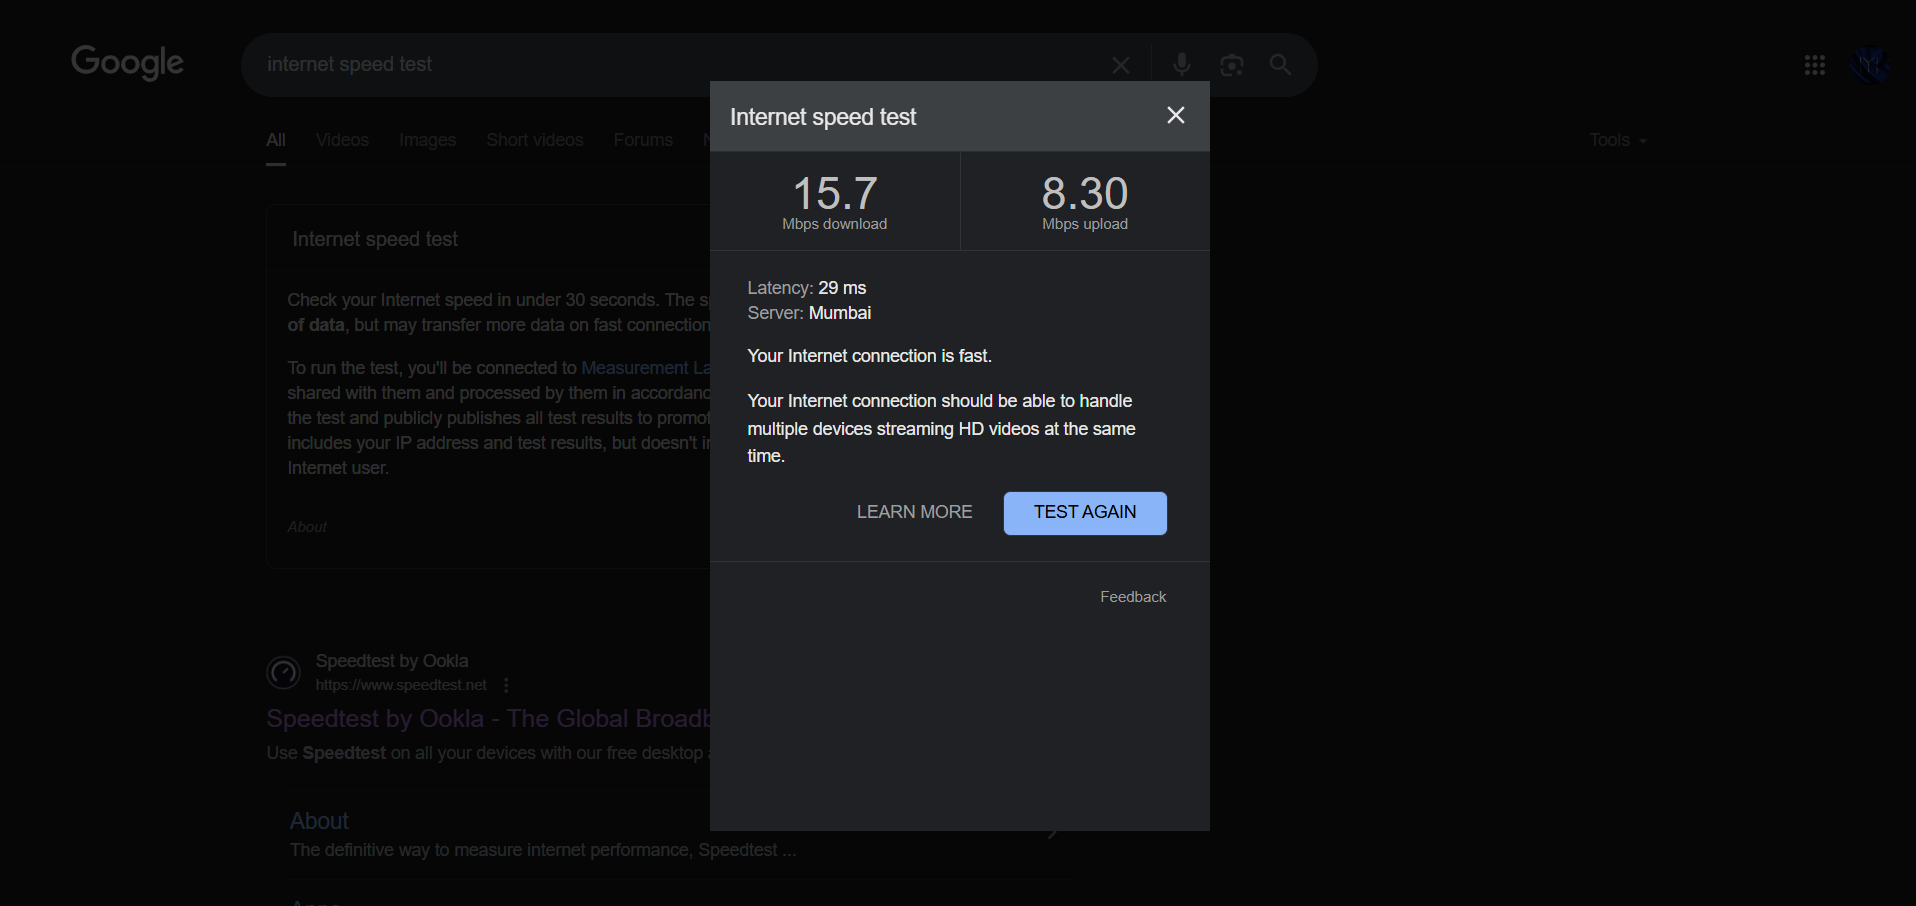 Google
internet speed test
All Videos Images Short videos Forums
Tools
Internet speed test
Check your Internet speed in under 30 seconds. The
of data, but may transfer more data on fast connection
To run the test, you'll be connected to Measurement
shared with them and processed by them in
the test and publicly publishes all test results to
includes your IP address and test results, but doesn't
Internet user.
About
Speedtest by Ookla
https://www.speedtest.net
Speedtest by Ookla - The Global
Use Speedtest on all your devices with our free desktop
About
The definitive way to measure internet performance, Speedtest ...
Internet speed test
15.7
Mbps download
8.30
Mbps upload
Latency: 29 ms
Server: Mumbai
Your Internet connection is fast.
Your Internet connection should be able to handle
multiple devices streaming HD videos at the same
time.
LEARN MORE TEST AGAIN
Feedback